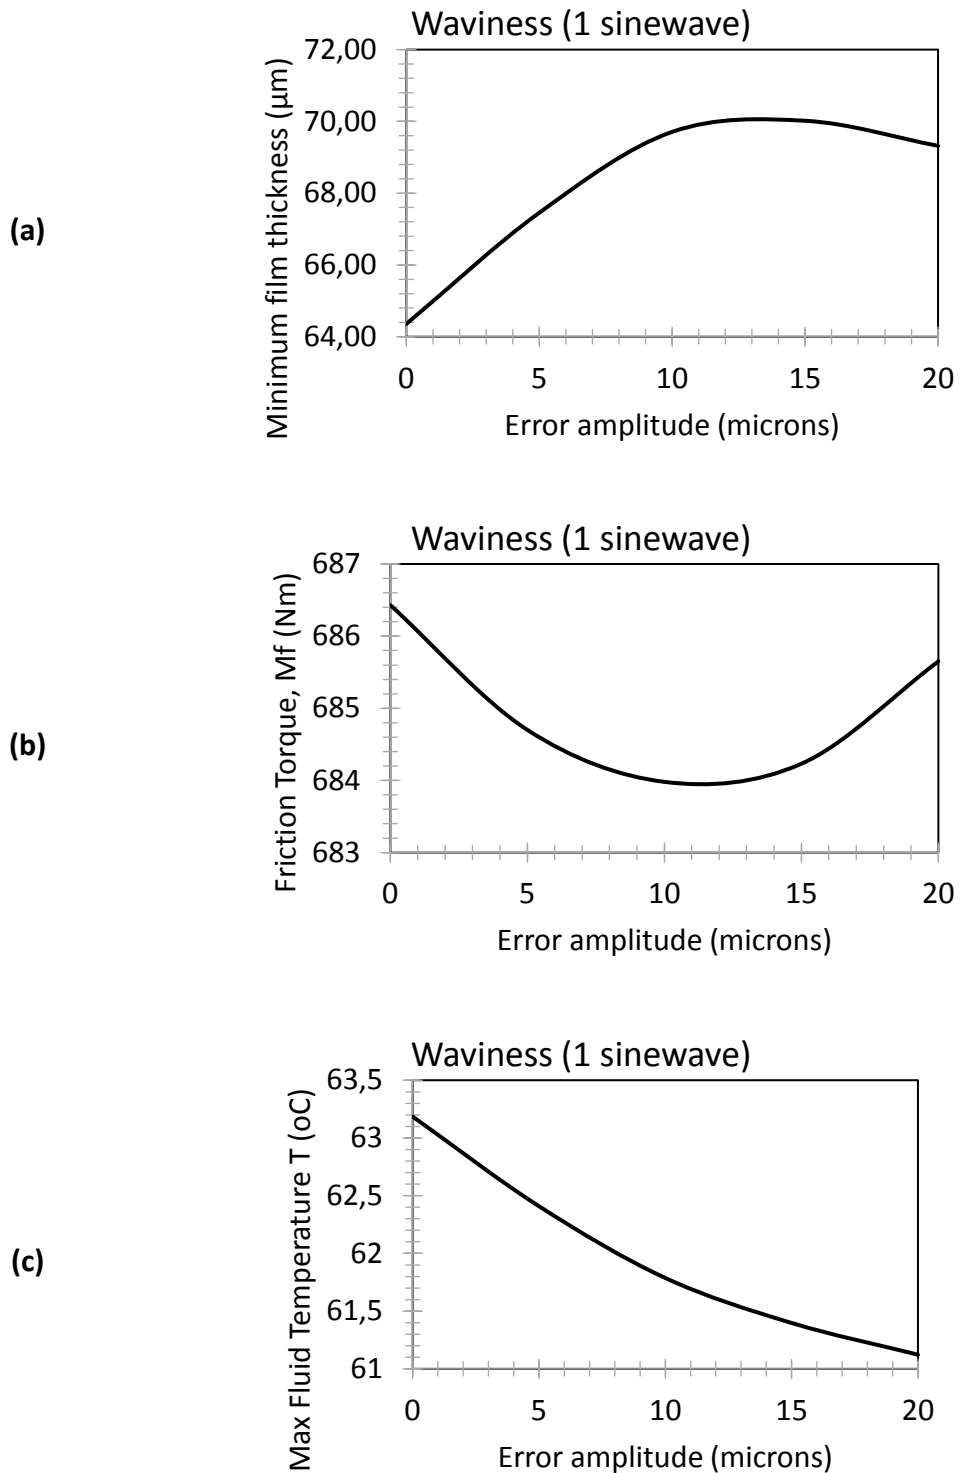 Waviness (1 sinewave)
(a)
Minimum film thickness (μm)
72,00
70,00
68,00
66,00
64,00
0 5 10 15 20
Error amplitude (microns)
Waviness (1 sinewave)
(b)
Friction Torque, Mf (Nm)
687
686
685
684
683
0 5 10 15 20
Error amplitude (microns)
Waviness (1 sinewave)
(c)
Max Fluid Temperature T (oC)
63,5
63
62,5
62
61,5
61
0 5 10 15 20
Error amplitude (microns)